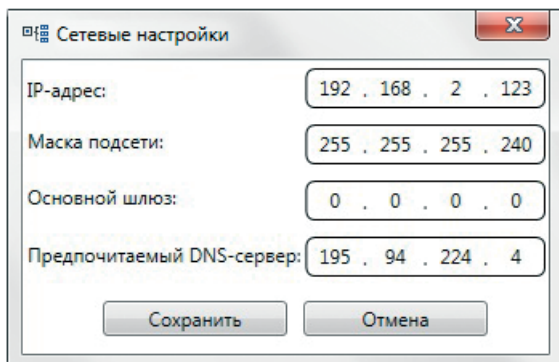 Сетевые настройки
IP-адрес: 192 . 168 . 2 . 123
Маска подсети: 255 . 255 . 255 . 240
Основной шлюз: 0 . 0 . 0 . 0
Предпочитаемый DNS-сервер: 195 . 94 . 224 . 4
Сохранить Отмена